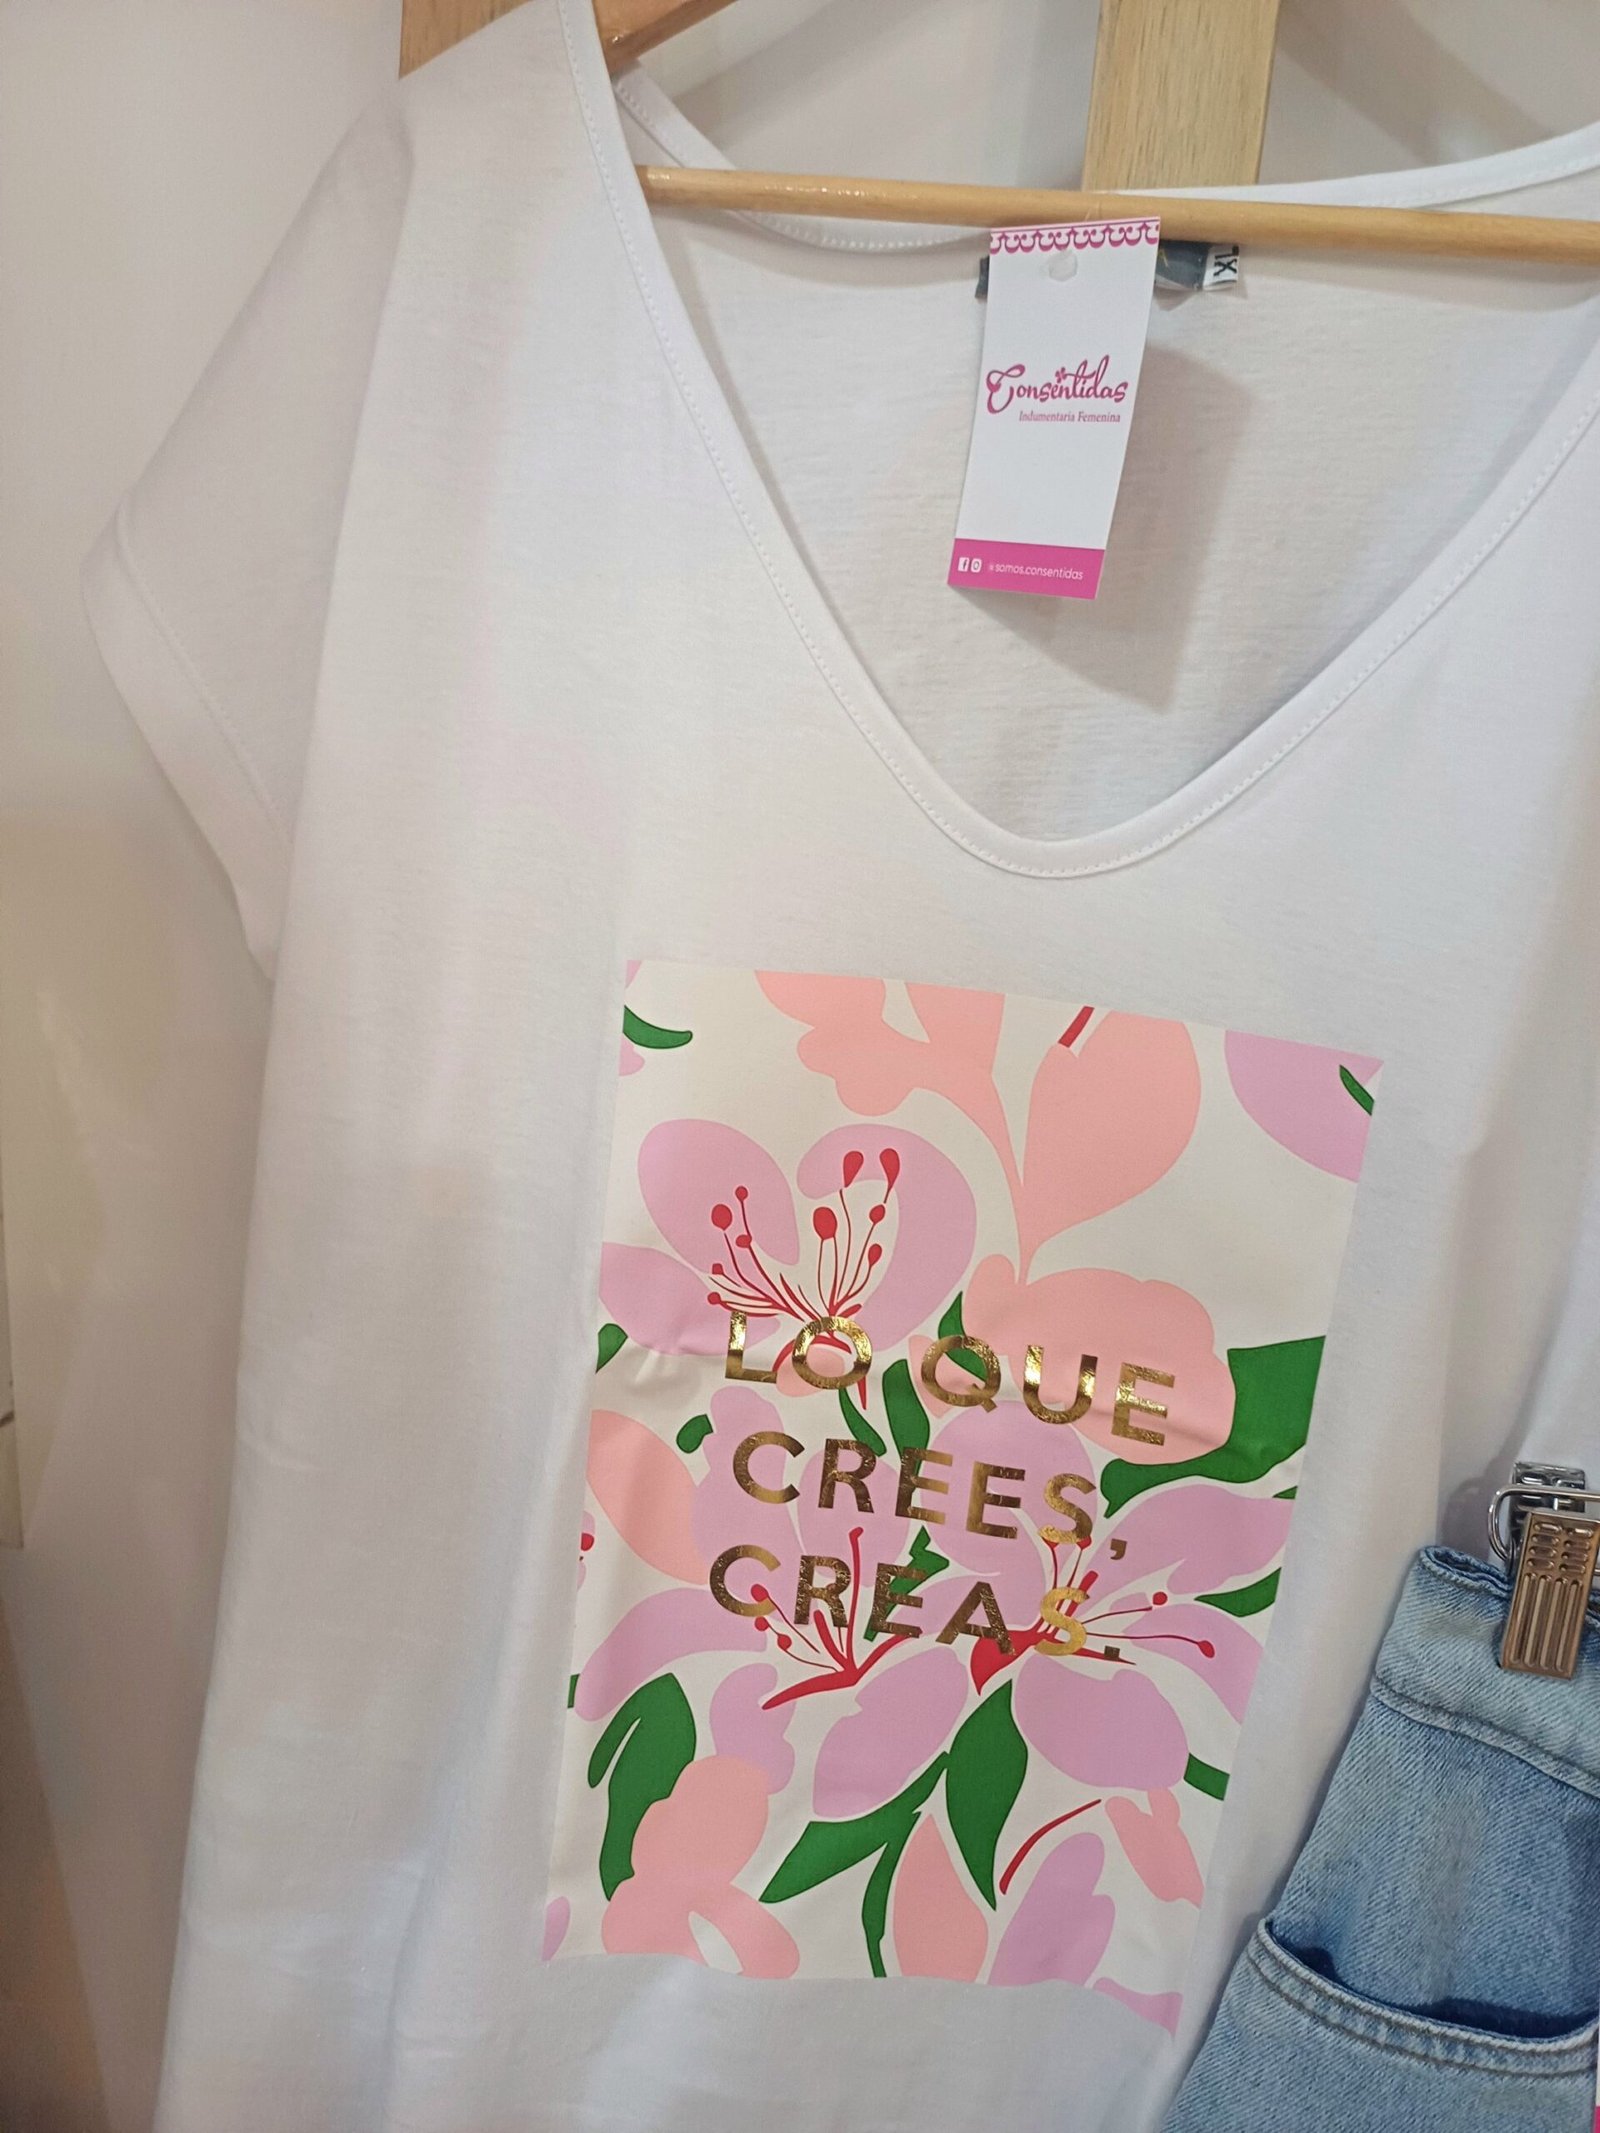 XL
Consentidas
Indumentaria Femenina
@somos.consentidas
LO QUE
CREES,
CREAS.